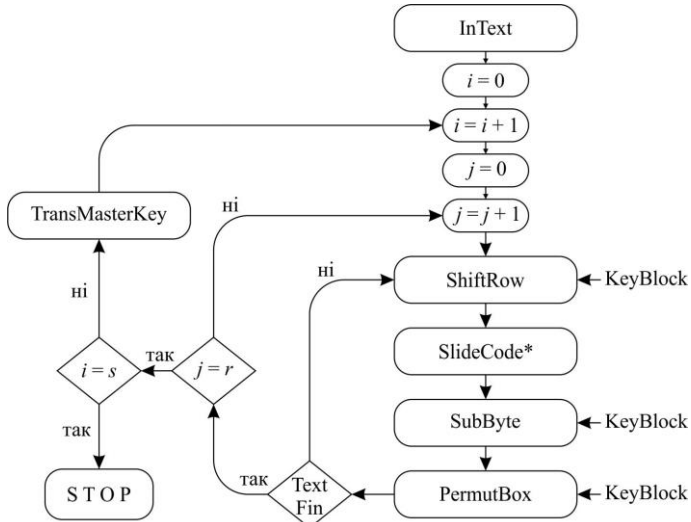 InText
i = 0
i = i + 1
j = 0
TransMasterKey
ні
j = j + 1
ні
ShiftRow
KeyBlock
ні
SlideCode*
так
i = s
j = r
SubByte
KeyBlock
так
так
Text
Fin
S T O P
PermutBox
KeyBlock